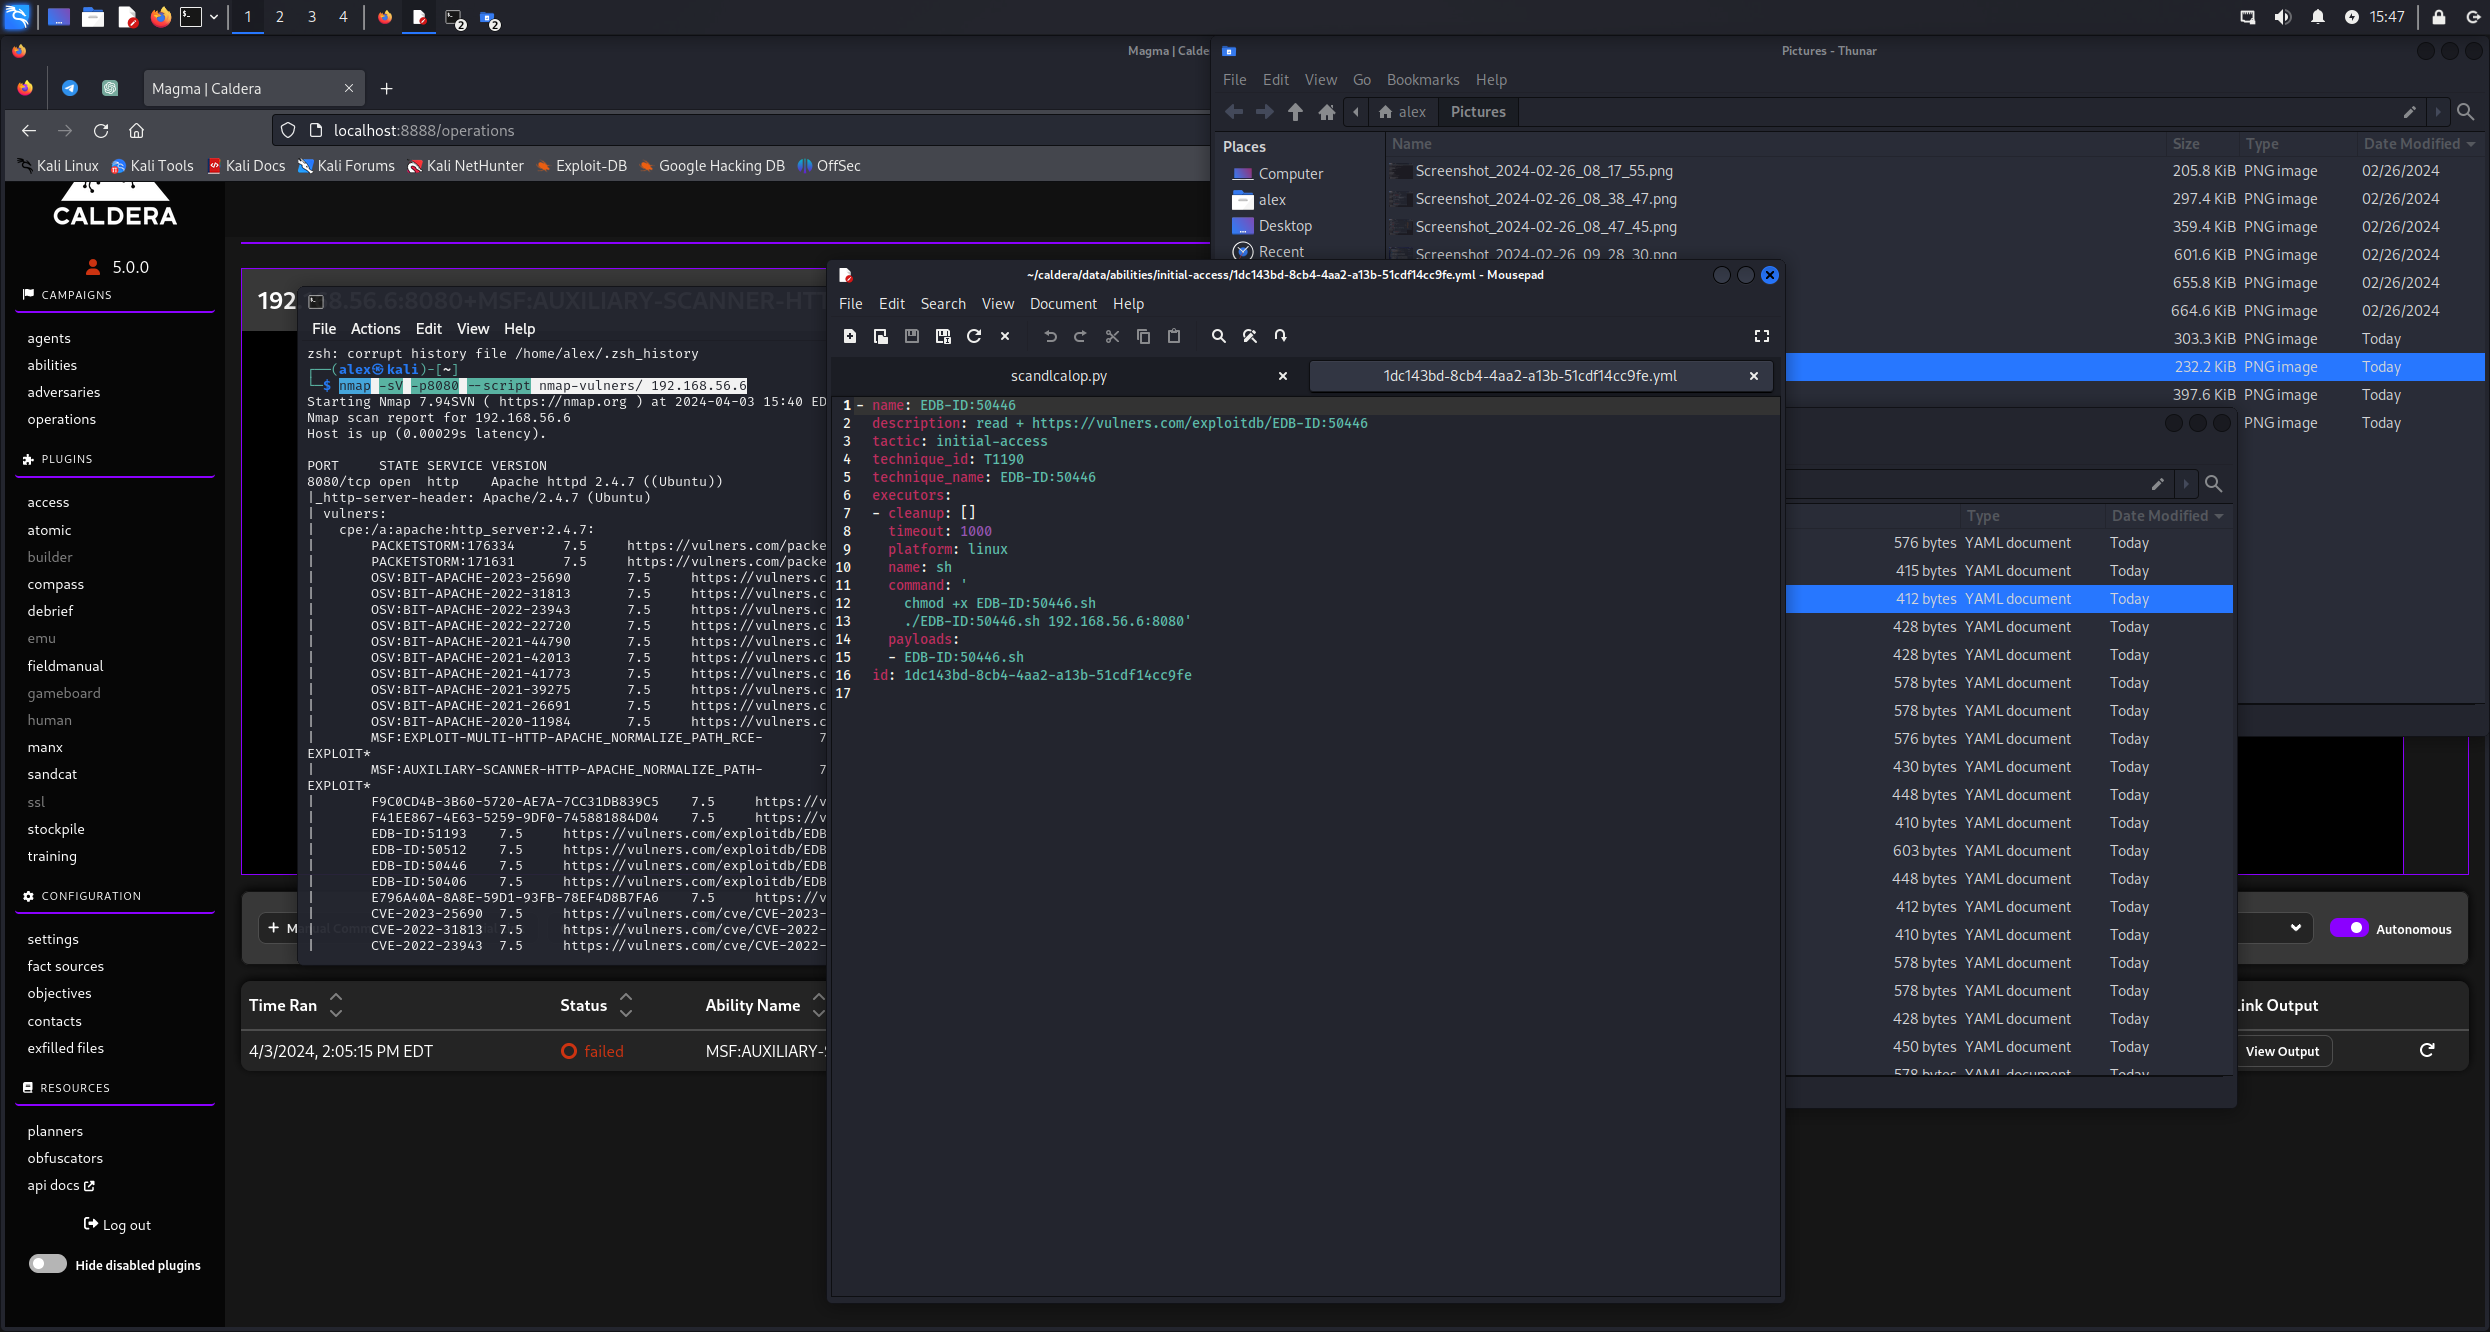 1 2 3 4
2 2
15:47
Magma | Calde
Magma | Caldera
localhost:8888/operations
Kali Linux Kali Tools Kali Docs Kali Forums Kali NetHunter Exploit-DB Google Hacking DB OffSec
CALDERA
5.0.0
CAMPAIGNS
agents
abilities
adversaries
operations
PLUGINS
access
atomic
builder
compass
debrief
emu
fieldmanual
gameboard
human
manx
sandcat
ssl
stockpile
training
CONFIGURATION
settings
fact sources
objectives
contacts
exfilled files
RESOURCES
planners
obfuscators
api docs
Log out
Hide disabled plugins
192.168.56.6:8080+MSF:AUXILIARY-SCANNER-HTT
File Actions Edit View Help
zsh: corrupt history file /home/alex/.zsh_history
(alex㉿kali)-[~]
$ nmap -sV -p8080 --script nmap-vulners/ 192.168.56.6
Starting Nmap 7.94SVN ( https://nmap.org ) at 2024-04-03 15:40 ED
Nmap scan report for 192.168.56.6
Host is up (0.00029s latency).
PORT STATE SERVICE VERSION
8080/tcp open http Apache httpd 2.4.7 ((Ubuntu))
|_http-server-header: Apache/2.4.7 (Ubuntu)
| vulners:
| cpe:/a:apache:http_server:2.4.7:
| PACKETSTORM:176334 7.5 https://vulners.com/packe
| PACKETSTORM:171631 7.5 https://vulners.com/packe
| OSV:BIT-APACHE-2023-25690 7.5 https://vulners.c
| OSV:BIT-APACHE-2022-31813 7.5 https://vulners.c
| OSV:BIT-APACHE-2022-23943 7.5 https://vulners.c
| OSV:BIT-APACHE-2022-22720 7.5 https://vulners.c
| OSV:BIT-APACHE-2021-44790 7.5 https://vulners.c
| OSV:BIT-APACHE-2021-42013 7.5 https://vulners.c
| OSV:BIT-APACHE-2021-41773 7.5 https://vulners.c
| OSV:BIT-APACHE-2021-39275 7.5 https://vulners.c
| OSV:BIT-APACHE-2021-26691 7.5 https://vulners.c
| OSV:BIT-APACHE-2020-11984 7.5 https://vulners.c
| MSF:EXPLOIT-MULTI-HTTP-APACHE_NORMALIZE_PATH_RCE- 7
EXPLOIT*
| MSF:AUXILIARY-SCANNER-HTTP-APACHE_NORMALIZE_PATH- 7
EXPLOIT*
| F9C0CD4B-3B60-5720-AE7A-7CC31DB839C5 7.5 https://v
| F41EE867-4E63-5259-9DF0-745881884D04 7.5 https://v
| EDB-ID:51193 7.5 https://vulners.com/exploitdb/EDB
| EDB-ID:50512 7.5 https://vulners.com/exploitdb/EDB
| EDB-ID:50446 7.5 https://vulners.com/exploitdb/EDB
| EDB-ID:50406 7.5 https://vulners.com/exploitdb/EDB
| E796A40A-8A8E-59D1-93FB-78EF4D8B7FA6 7.5 https://v
| CVE-2023-25690 7.5 https://vulners.com/cve/CVE-2023-
| CVE-2022-31813 7.5 https://vulners.com/cve/CVE-2022-
| CVE-2022-23943 7.5 https://vulners.com/cve/CVE-2022-
Autonomous
Time Ran Status Ability Name Link Output
4/3/2024, 2:05:15 PM EDT failed MSF:AUXILIARY-S View Output
~/caldera/data/abilities/initial-access/1dc143bd-8cb4-4aa2-a13b-51cdf14cc9fe.yml - Mousepad
File Edit Search View Document Help
scandlcalop.py 1dc143bd-8cb4-4aa2-a13b-51cdf14cc9fe.yml
1 - name: EDB-ID:50446
2 description: read + https://vulners.com/exploitdb/EDB-ID:50446
3 tactic: initial-access
4 technique_id: T1190
5 technique_name: EDB-ID:50446
6 executors:
7 - cleanup: []
8 timeout: 1000
9 platform: linux
10 name: sh
11 command: '
12 chmod +x EDB-ID:50446.sh
13 ./EDB-ID:50446.sh 192.168.56.6:8080'
14 payloads:
15 - EDB-ID:50446.sh
16 id: 1dc143bd-8cb4-4aa2-a13b-51cdf14cc9fe
17
Pictures - Thunar
File Edit View Go Bookmarks Help
alex Pictures
Places
Computer
alex
Desktop
Recent
Name Size Type Date Modified
Screenshot_2024-02-26_08_17_55.png 205.8 KiB PNG image 02/26/2024
Screenshot_2024-02-26_08_38_47.png 297.4 KiB PNG image 02/26/2024
Screenshot_2024-02-26_08_47_45.png 359.4 KiB PNG image 02/26/2024
Screenshot_2024-02-26_09_28_30.png 601.6 KiB PNG image 02/26/2024
655.8 KiB PNG image 02/26/2024
664.6 KiB PNG image 02/26/2024
303.3 KiB PNG image Today
232.2 KiB PNG image Today
397.6 KiB PNG image Today
PNG image Today
Type Date Modified
576 bytes YAML document Today
415 bytes YAML document Today
412 bytes YAML document Today
428 bytes YAML document Today
428 bytes YAML document Today
578 bytes YAML document Today
578 bytes YAML document Today
576 bytes YAML document Today
430 bytes YAML document Today
448 bytes YAML document Today
410 bytes YAML document Today
603 bytes YAML document Today
448 bytes YAML document Today
412 bytes YAML document Today
410 bytes YAML document Today
578 bytes YAML document Today
578 bytes YAML document Today
428 bytes YAML document Today
450 bytes YAML document Today
578 bytes YAML document Today